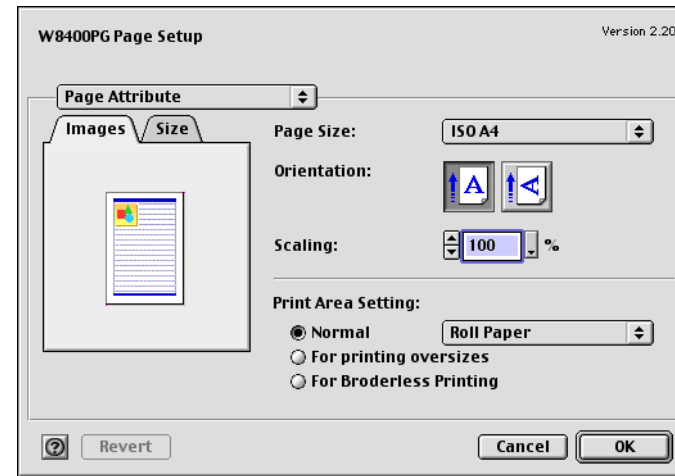 W8400PG Page Setup
Version 2.20
Page Attribute
Images
Size
Page Size:
ISO A4
Orientation:
A
A
Scaling:
100
%
Print Area Setting:
Normal
Roll Paper
For printing oversizes
For Broderless Printing
?
Revert
Cancel
OK